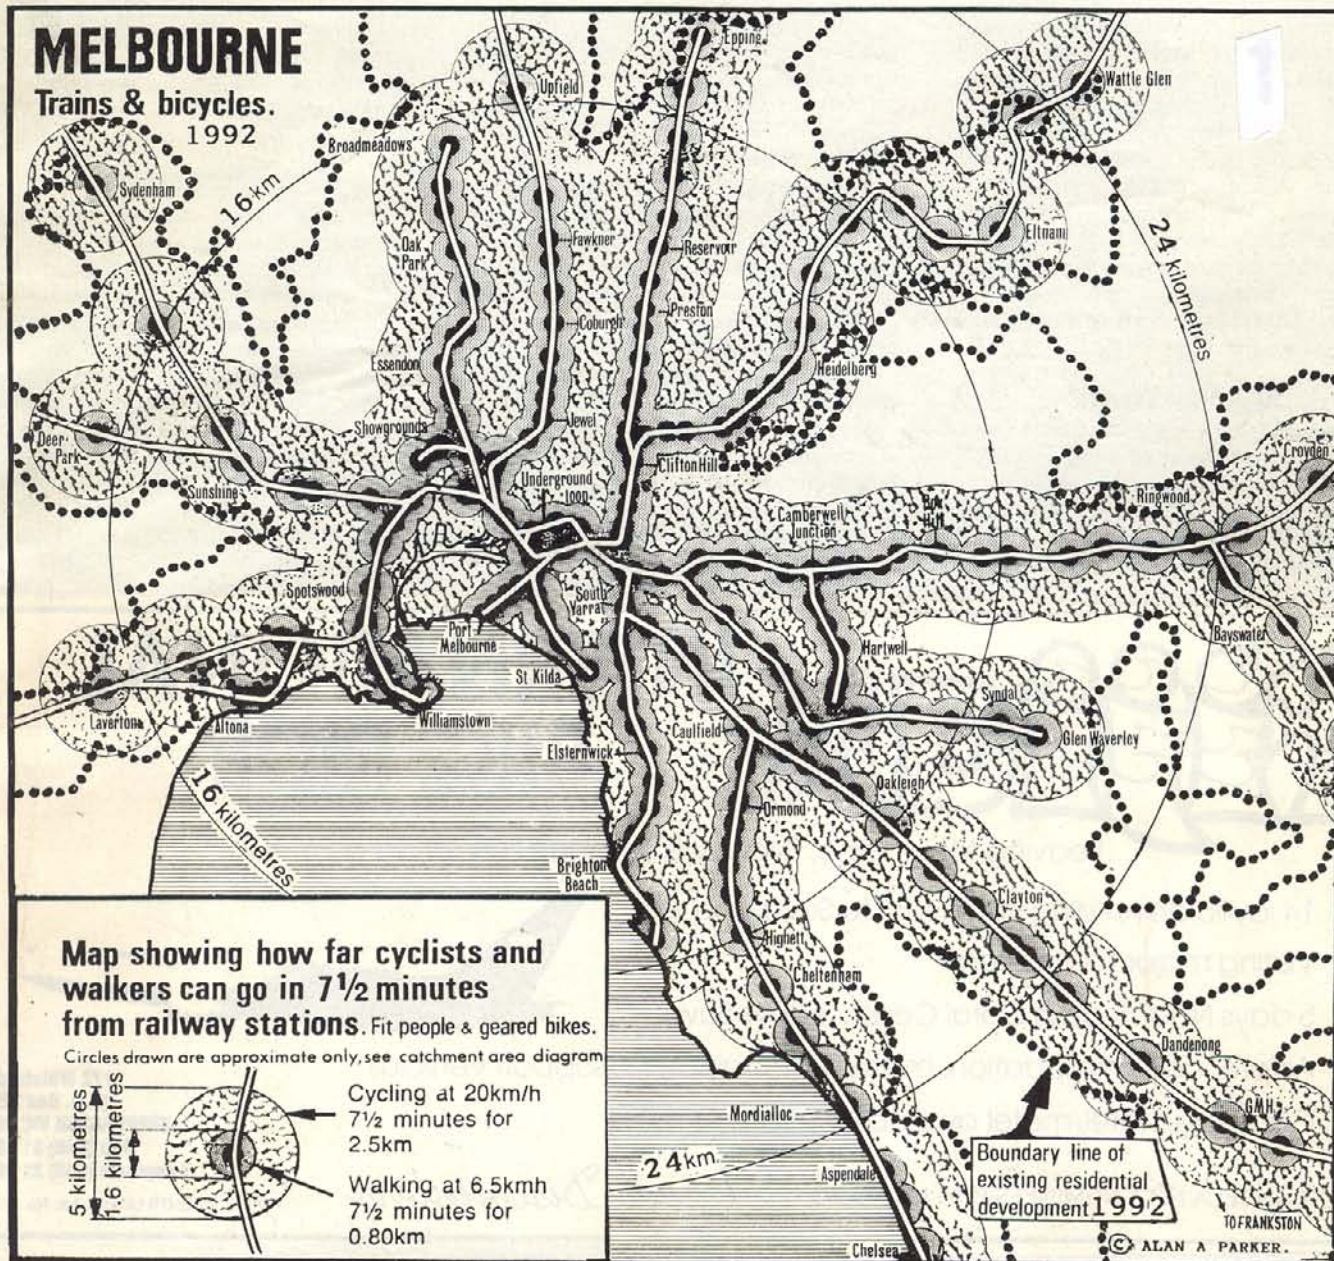 MELBOURNE
Trains & bicycles.
1992
Epping
Upfield
Wattle Glen
Broadmeadows
Sydenham
16 km
Oak
Park
Fawkner
Reservoir
Eltham
24 kilometres
Coburgh
Preston
Essendon
Heidelberg
Showgrounds
Jewel
Deer
Park
Clifton Hill
Croydon
Sunshine
Underground
loop
Camberwell
Junction
Box
Hill
Ringwood
Spotswood
South
Yarra
Port
Melbourne
Hartwell
Bayswater
St Kilda
Syndal
Laverton
Altona
Williamstown
Caulfield
Glen Waverley
Elsternwick
Oakleigh
16 kilometres
Ormond
Brighton
Beach
Clayton
Highett
Cheltenham
Dandenong
GMH
Mordialloc
24km
Aspendale
Chelsea
Boundary line of
existing residential
development 1992
TO FRANKSTON
© ALAN A PARKER.
Map showing how far cyclists and
walkers can go in 7½ minutes
from railway stations. Fit people & geared bikes.
Circles drawn are approximate only, see catchment area diagram
5 kilometres
1.6 kilometres
Cycling at 20km/h
7½ minutes for
2.5km
Walking at 6.5kmh
7½ minutes for
0.80km